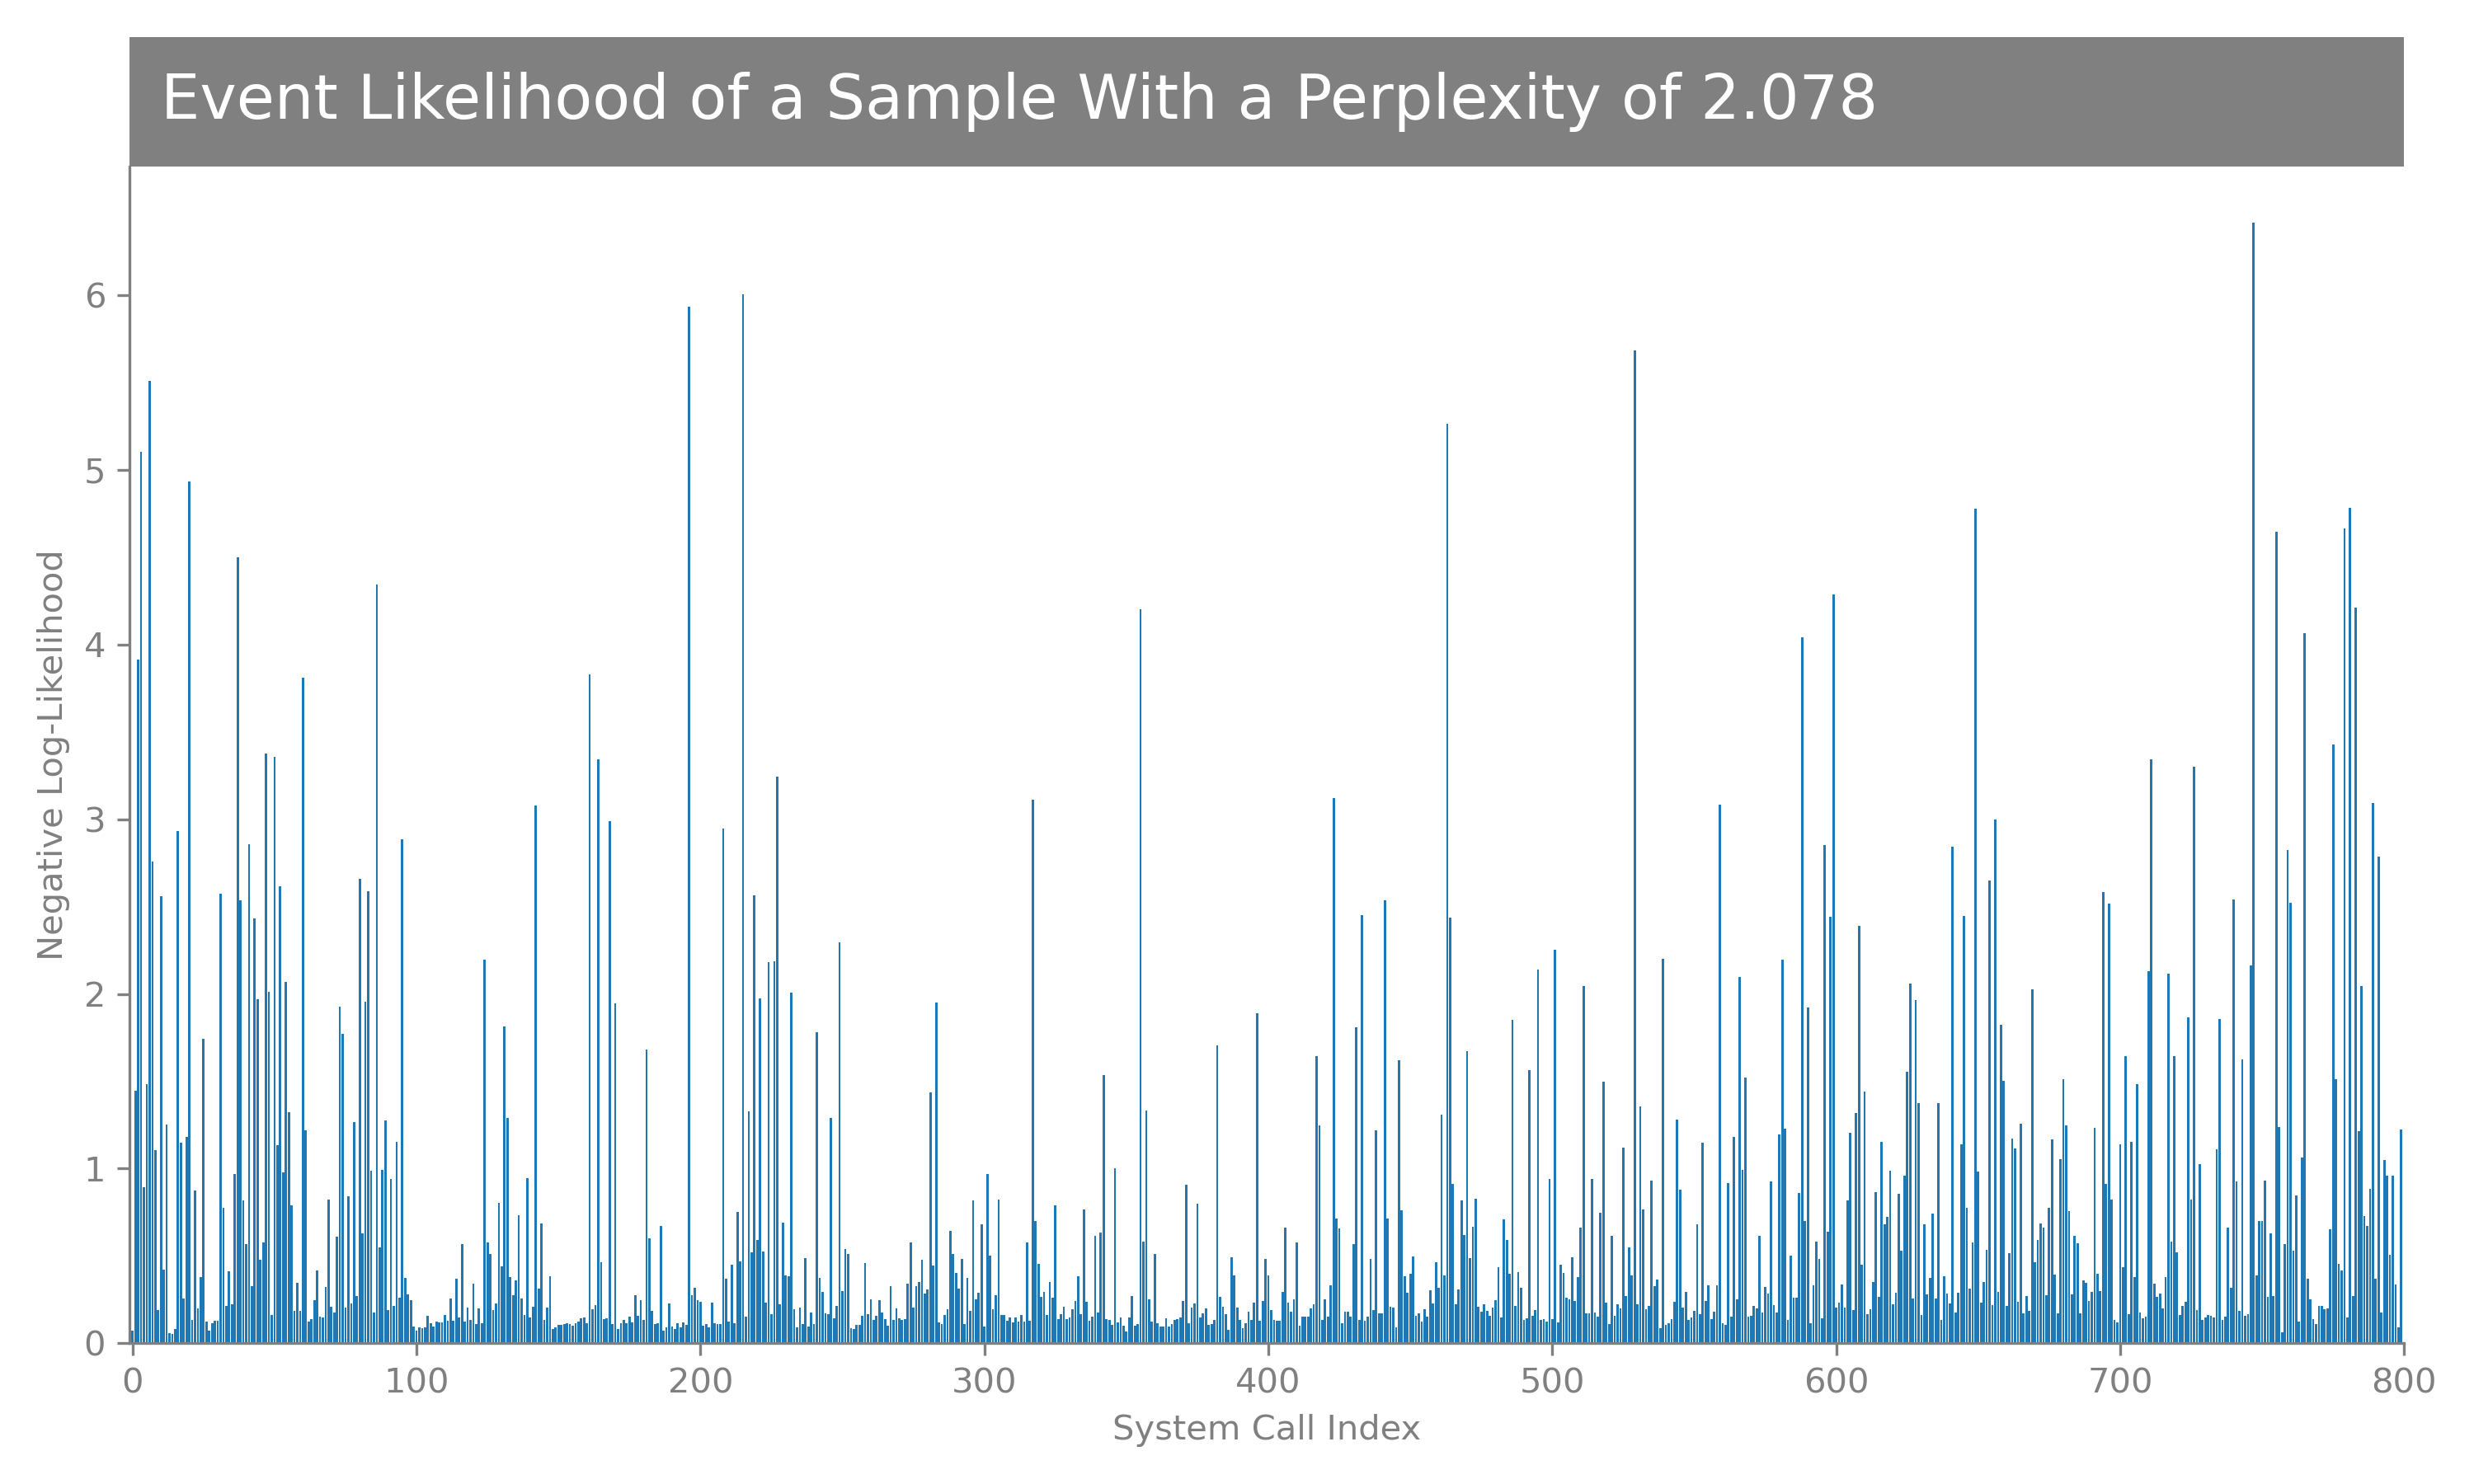 Event Likelihood of a Sample With a Perplexity of 2.078
6
5
4
3
2
1
0
Negative Log-Likelihood
0 100 200 300 400 500 600 700 800
System Call Index